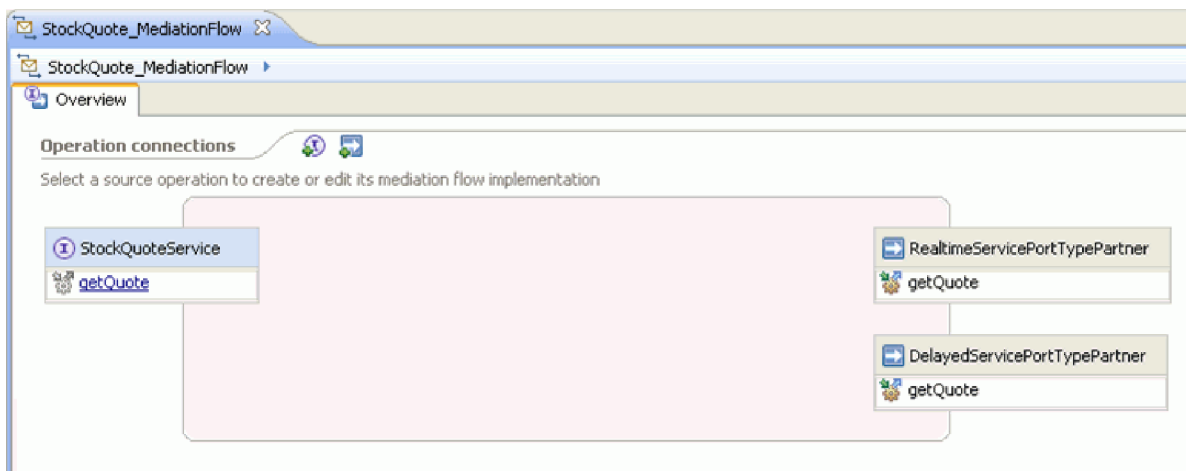 StockQuote_MediationFlow
StockQuote_MediationFlow
Overview
Operation connections
Select a source operation to create or edit its mediation flow implementation
StockQuoteService
getQuote
RealtimeServicePortTypePartner
getQuote
DelayedServicePortTypePartner
getQuote